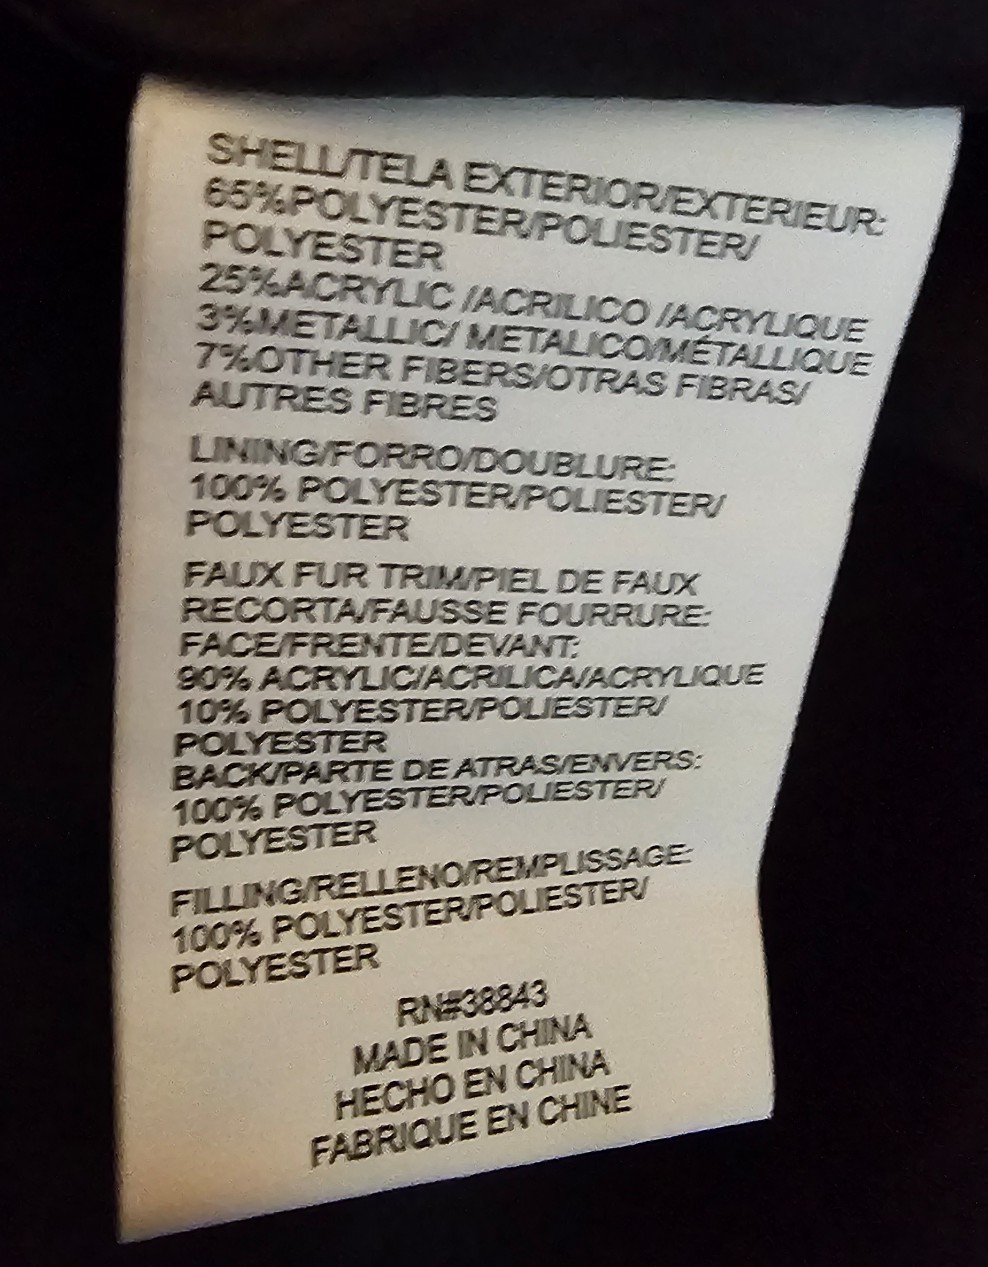 SHELL/TELA EXTERIOR/EXTERIEUR:
65%POLYESTER/POLIESTER/
POLYESTER
25%ACRYLIC /ACRILICO /ACRYLIQUE
3%METALLIC/ METALICO/MÉTALLIQUE
7%OTHER FIBERS/OTRAS FIBRAS/
AUTRES FIBRES
LINING/FORRO/DOUBLURE:
100% POLYESTER/POLIESTER/
POLYESTER
FAUX FUR TRIM/PIEL DE FAUX
RECORTA/FAUSSE FOURRURE:
FACE/FRENTE/DEVANT:
90% ACRYLIC/ACRILICA/ACRYLIQUE
10% POLYESTER/POLIESTER/
POLYESTER
BACK/PARTE DE ATRAS/ENVERS:
100% POLYESTER/POLIESTER/
POLYESTER
FILLING/RELLENO/REMPLISSAGE:
100% POLYESTER/POLIESTER/
POLYESTER
RN#38843
MADE IN CHINA
HECHO EN CHINA
FABRIQUE EN CHINE